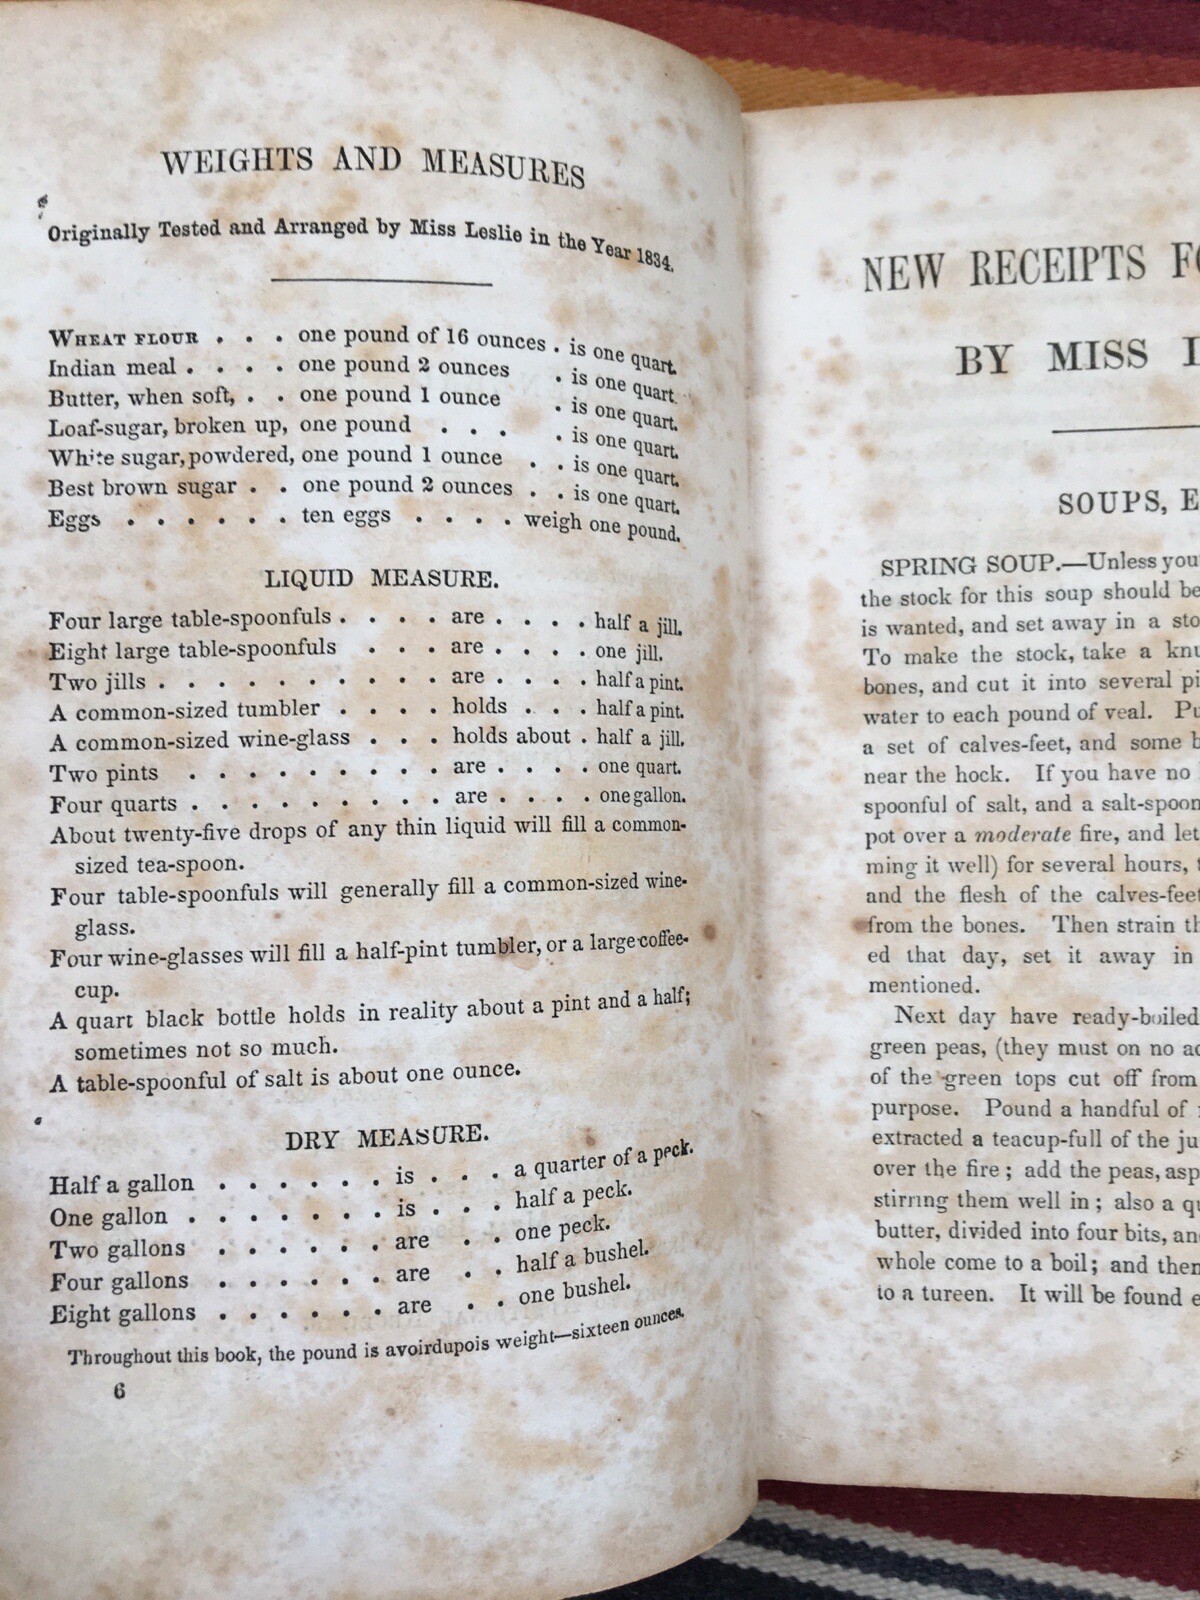 WEIGHTS AND MEASURES
Originally Tested and Arranged by Miss Leslie in the Year 1834.
WHEAT FLOUR . . . one pound of 16 ounces . is one quart.
Indian meal . . . . one pound 2 ounces . is one quart.
Butter, when soft, . . one pound 1 ounce . is one quart.
Loaf-sugar, broken up, one pound . . . . is one quart.
White sugar, powdered, one pound 1 ounce . . is one quart.
Best brown sugar . . one pound 2 ounces . . is one quart.
Eggs . . . . . . ten eggs . . . . weigh one pound.
LIQUID MEASURE.
Four large table-spoonfuls . . . . are . . . . half a jill.
Eight large table-spoonfuls . . . are . . . . one jill.
Two jills . . . . . . . . . . are . . . . half a pint.
A common-sized tumbler . . . . holds . . . half a pint.
A common-sized wine-glass . . . holds about . half a jill.
Two pints . . . . . . . . . are . . . . one quart.
Four quarts . . . . . . . . . are . . . . one gallon.
About twenty-five drops of any thin liquid will fill a common-
sized tea-spoon.
Four table-spoonfuls will generally fill a common-sized wine-
glass.
Four wine-glasses will fill a half-pint tumbler, or a large coffee-
cup.
A quart black bottle holds in reality about a pint and a half;
sometimes not so much.
A table-spoonful of salt is about one ounce.
DRY MEASURE.
Half a gallon . . . . . . is . . . a quarter of a peck.
One gallon . . . . . . . is . . . half a peck.
Two gallons . . . . . . are . . one peck.
Four gallons . . . . . . are . . half a bushel.
Eight gallons . . . . . . are . . one bushel.
Throughout this book, the pound is avoirdupois weight—sixteen ounces.
6
NEW RECEIPTS
BY MISS
SOUPS,
SPRING SOUP.—Unless you
the stock for this soup should be
is wanted, and set away in a
To make the stock, take a
bones, and cut it into several
water to each pound of veal.
a set of calves-feet, and some
near the hock. If you have no
spoonful of salt, and a
pot over a moderate fire, and let
ming it well) for several hours,
and the flesh of the calves-feet
from the bones. Then strain
ed that day, set it away in
mentioned.
Next day have ready-boiled
green peas, (they must on no
of the green tops cut off from
purpose. Pound a handful of
extracted a teacup-full of the
over the fire; add the peas,
stirring them well in; also a
butter, divided into four bits,
whole come to a boil; and then
to a tureen. It will be found